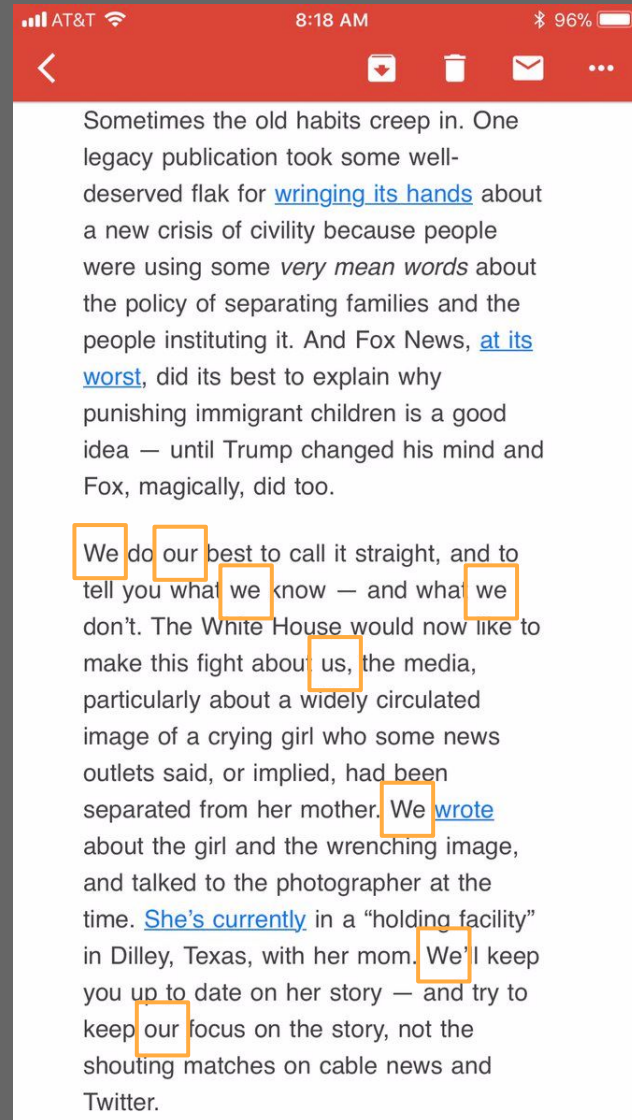 AT&T 8:18 AM 96%
Sometimes the old habits creep in. One
legacy publication took some well-
deserved flak for wringing its hands about
a new crisis of civility because people
were using some very mean words about
the policy of separating families and the
people instituting it. And Fox News, at its
worst, did its best to explain why
punishing immigrant children is a good
idea — until Trump changed his mind and
Fox, magically, did too.
We do our best to call it straight, and to
tell you what we know — and what we
don’t. The White House would now like to
make this fight about us, the media,
particularly about a widely circulated
image of a crying girl who some news
outlets said, or implied, had been
separated from her mother. We wrote
about the girl and the wrenching image,
and talked to the photographer at the
time. She’s currently in a “holding facility”
in Dilley, Texas, with her mom. We’ll keep
you up to date on her story — and try to
keep our focus on the story, not the
shouting matches on cable news and
Twitter.